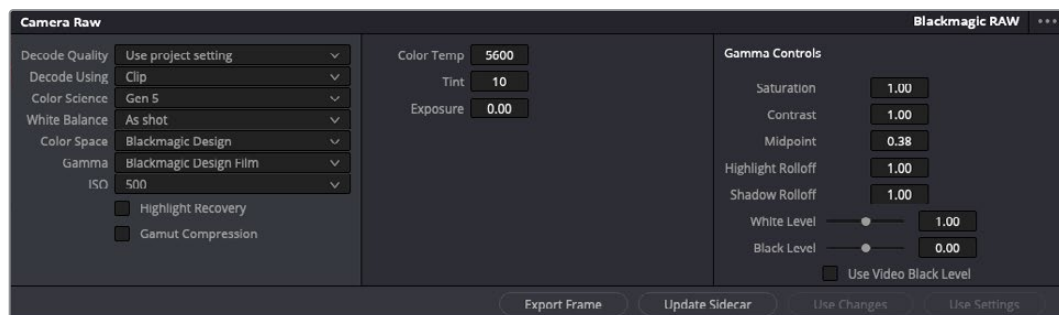 Camera Raw
Blackmagic RAW
Decode Quality Use project setting
Decode Using Clip
Color Science Gen 5
White Balance As shot
Color Space Blackmagic Design
Gamma Blackmagic Design Film
ISO 500
Highlight Recovery
Gamut Compression
Color Temp 5600
Tint 10
Exposure 0.00
Gamma Controls
Saturation 1.00
Contrast 1.00
Midpoint 0.38
Highlight Rolloff 1.00
Shadow Rolloff 1.00
White Level 1.00
Black Level 0.00
Use Video Black Level
Export Frame Update Sidecar Use Changes Use Settings